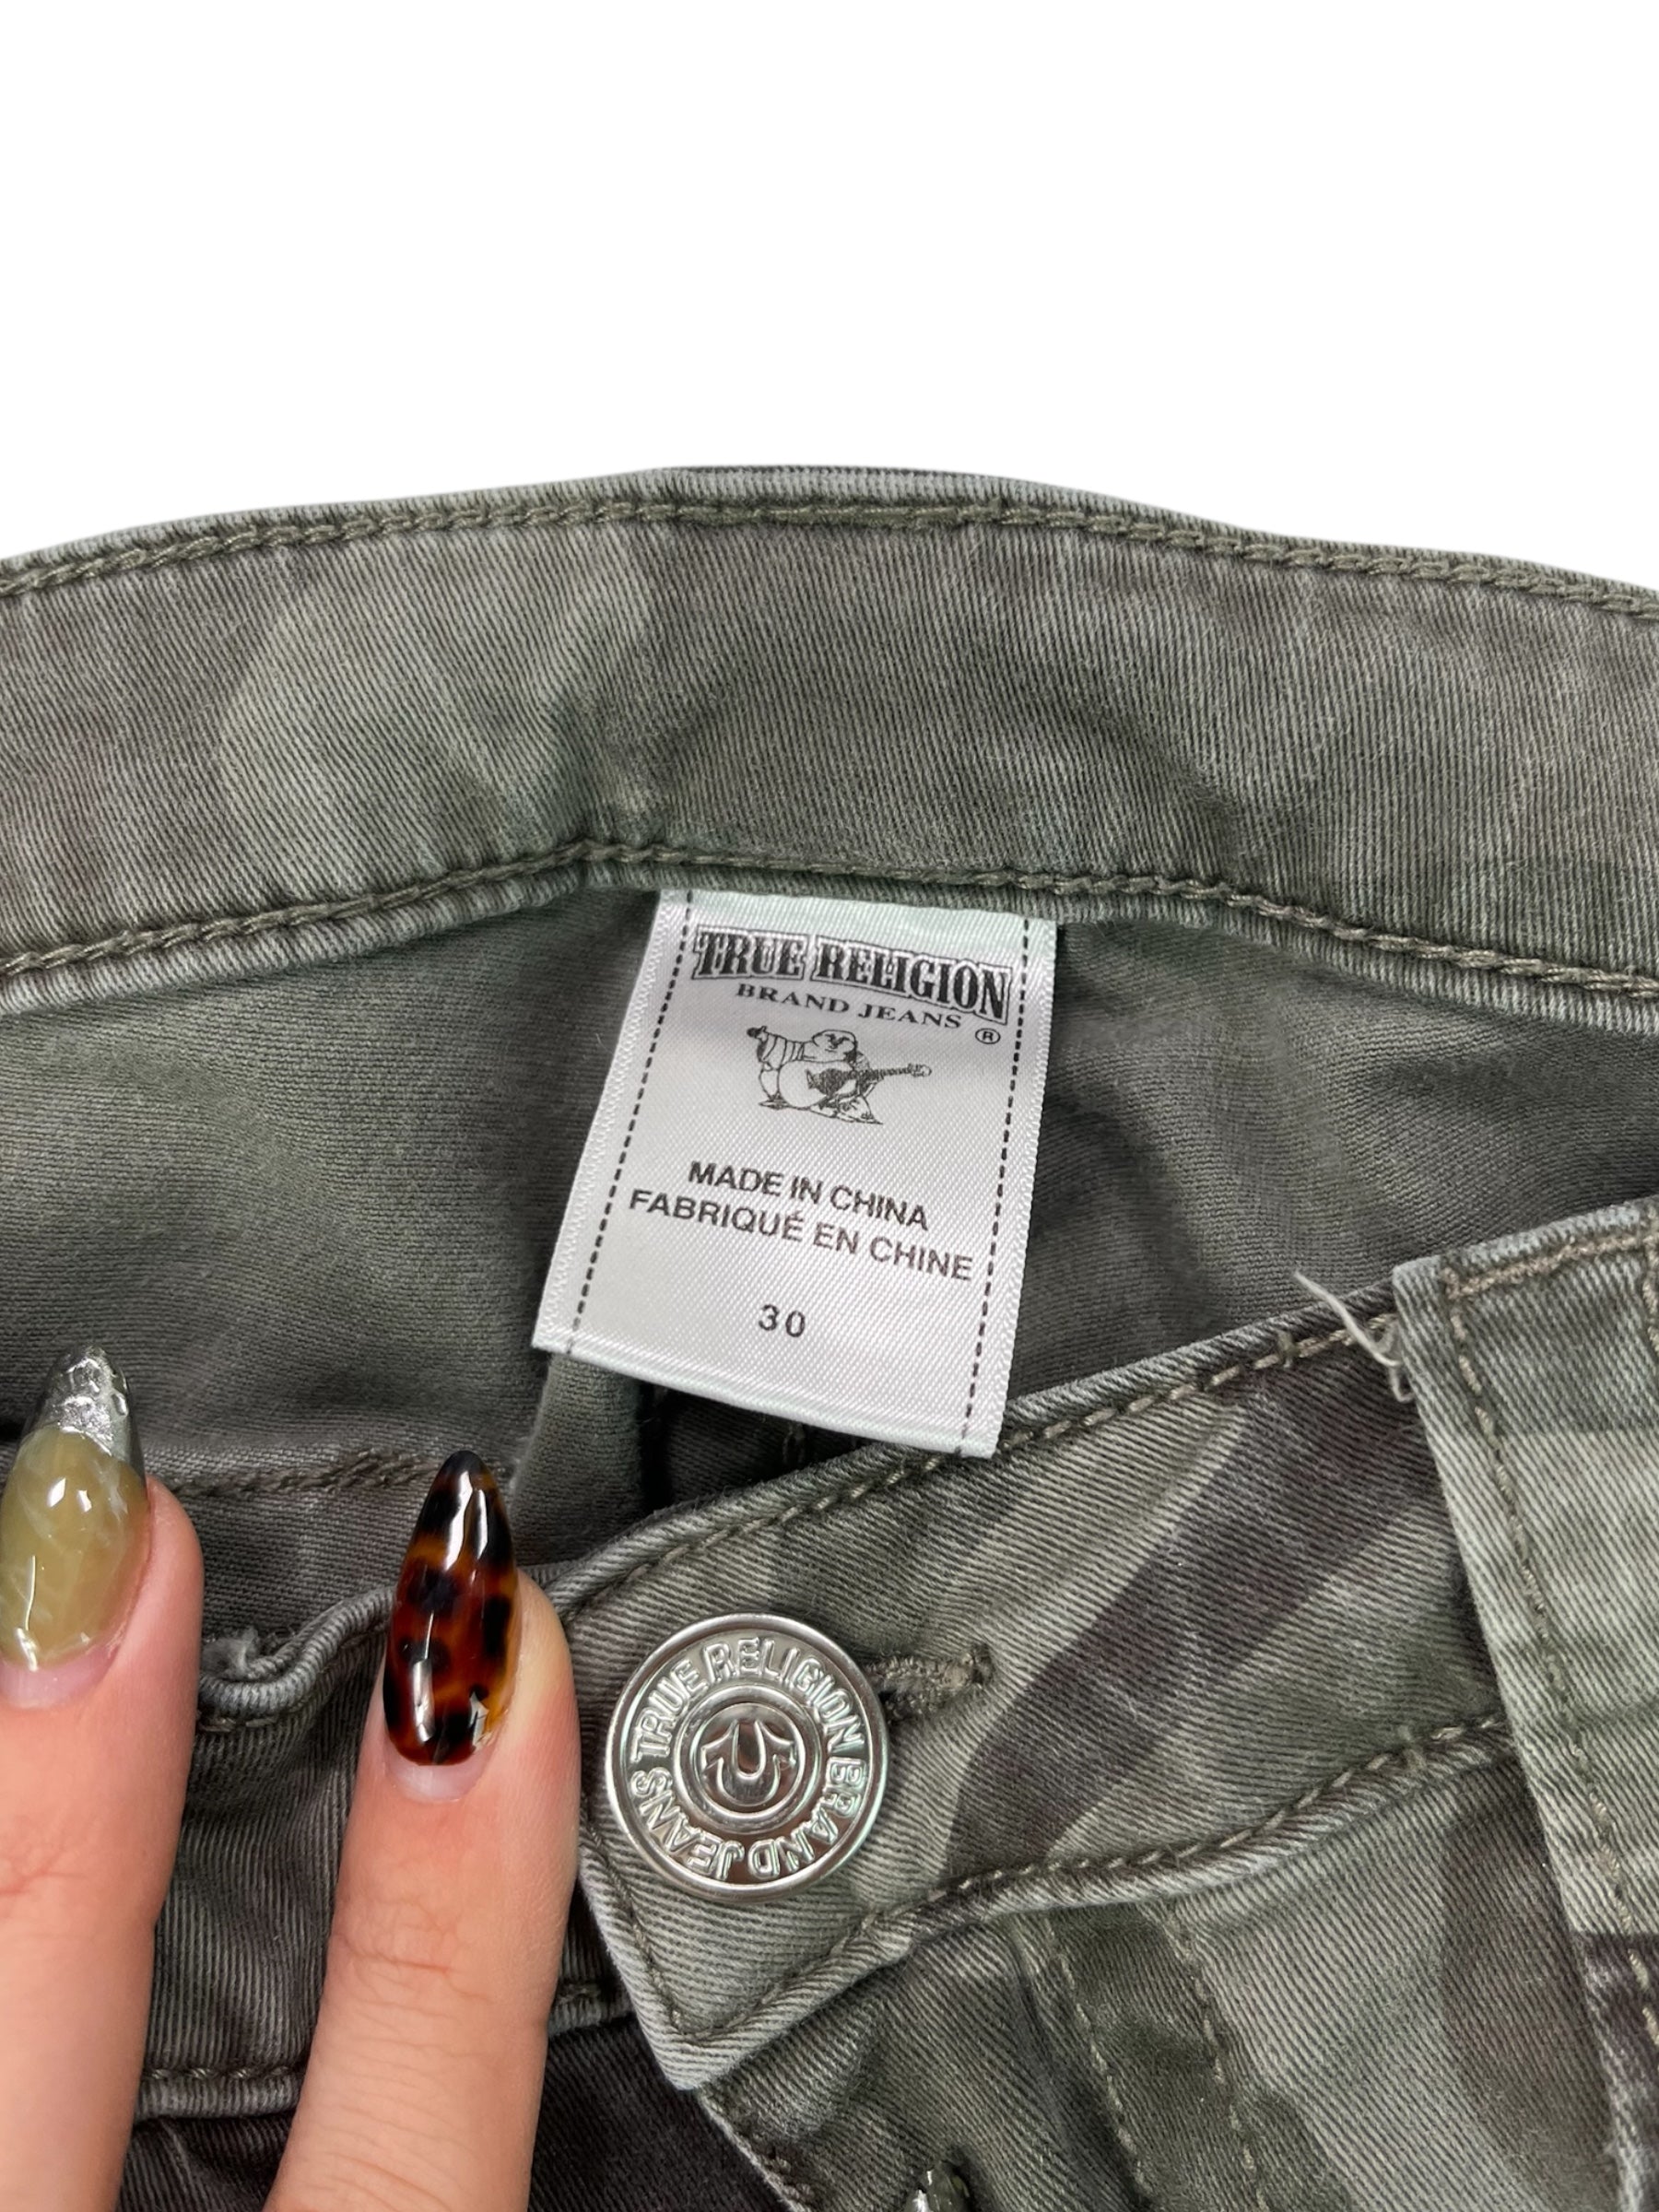 TRUE RELIGION
BRAND JEANS
®
MADE IN CHINA
FABRIQUÉ EN CHINE
30
TRUE RELIGION BRAND JEANS